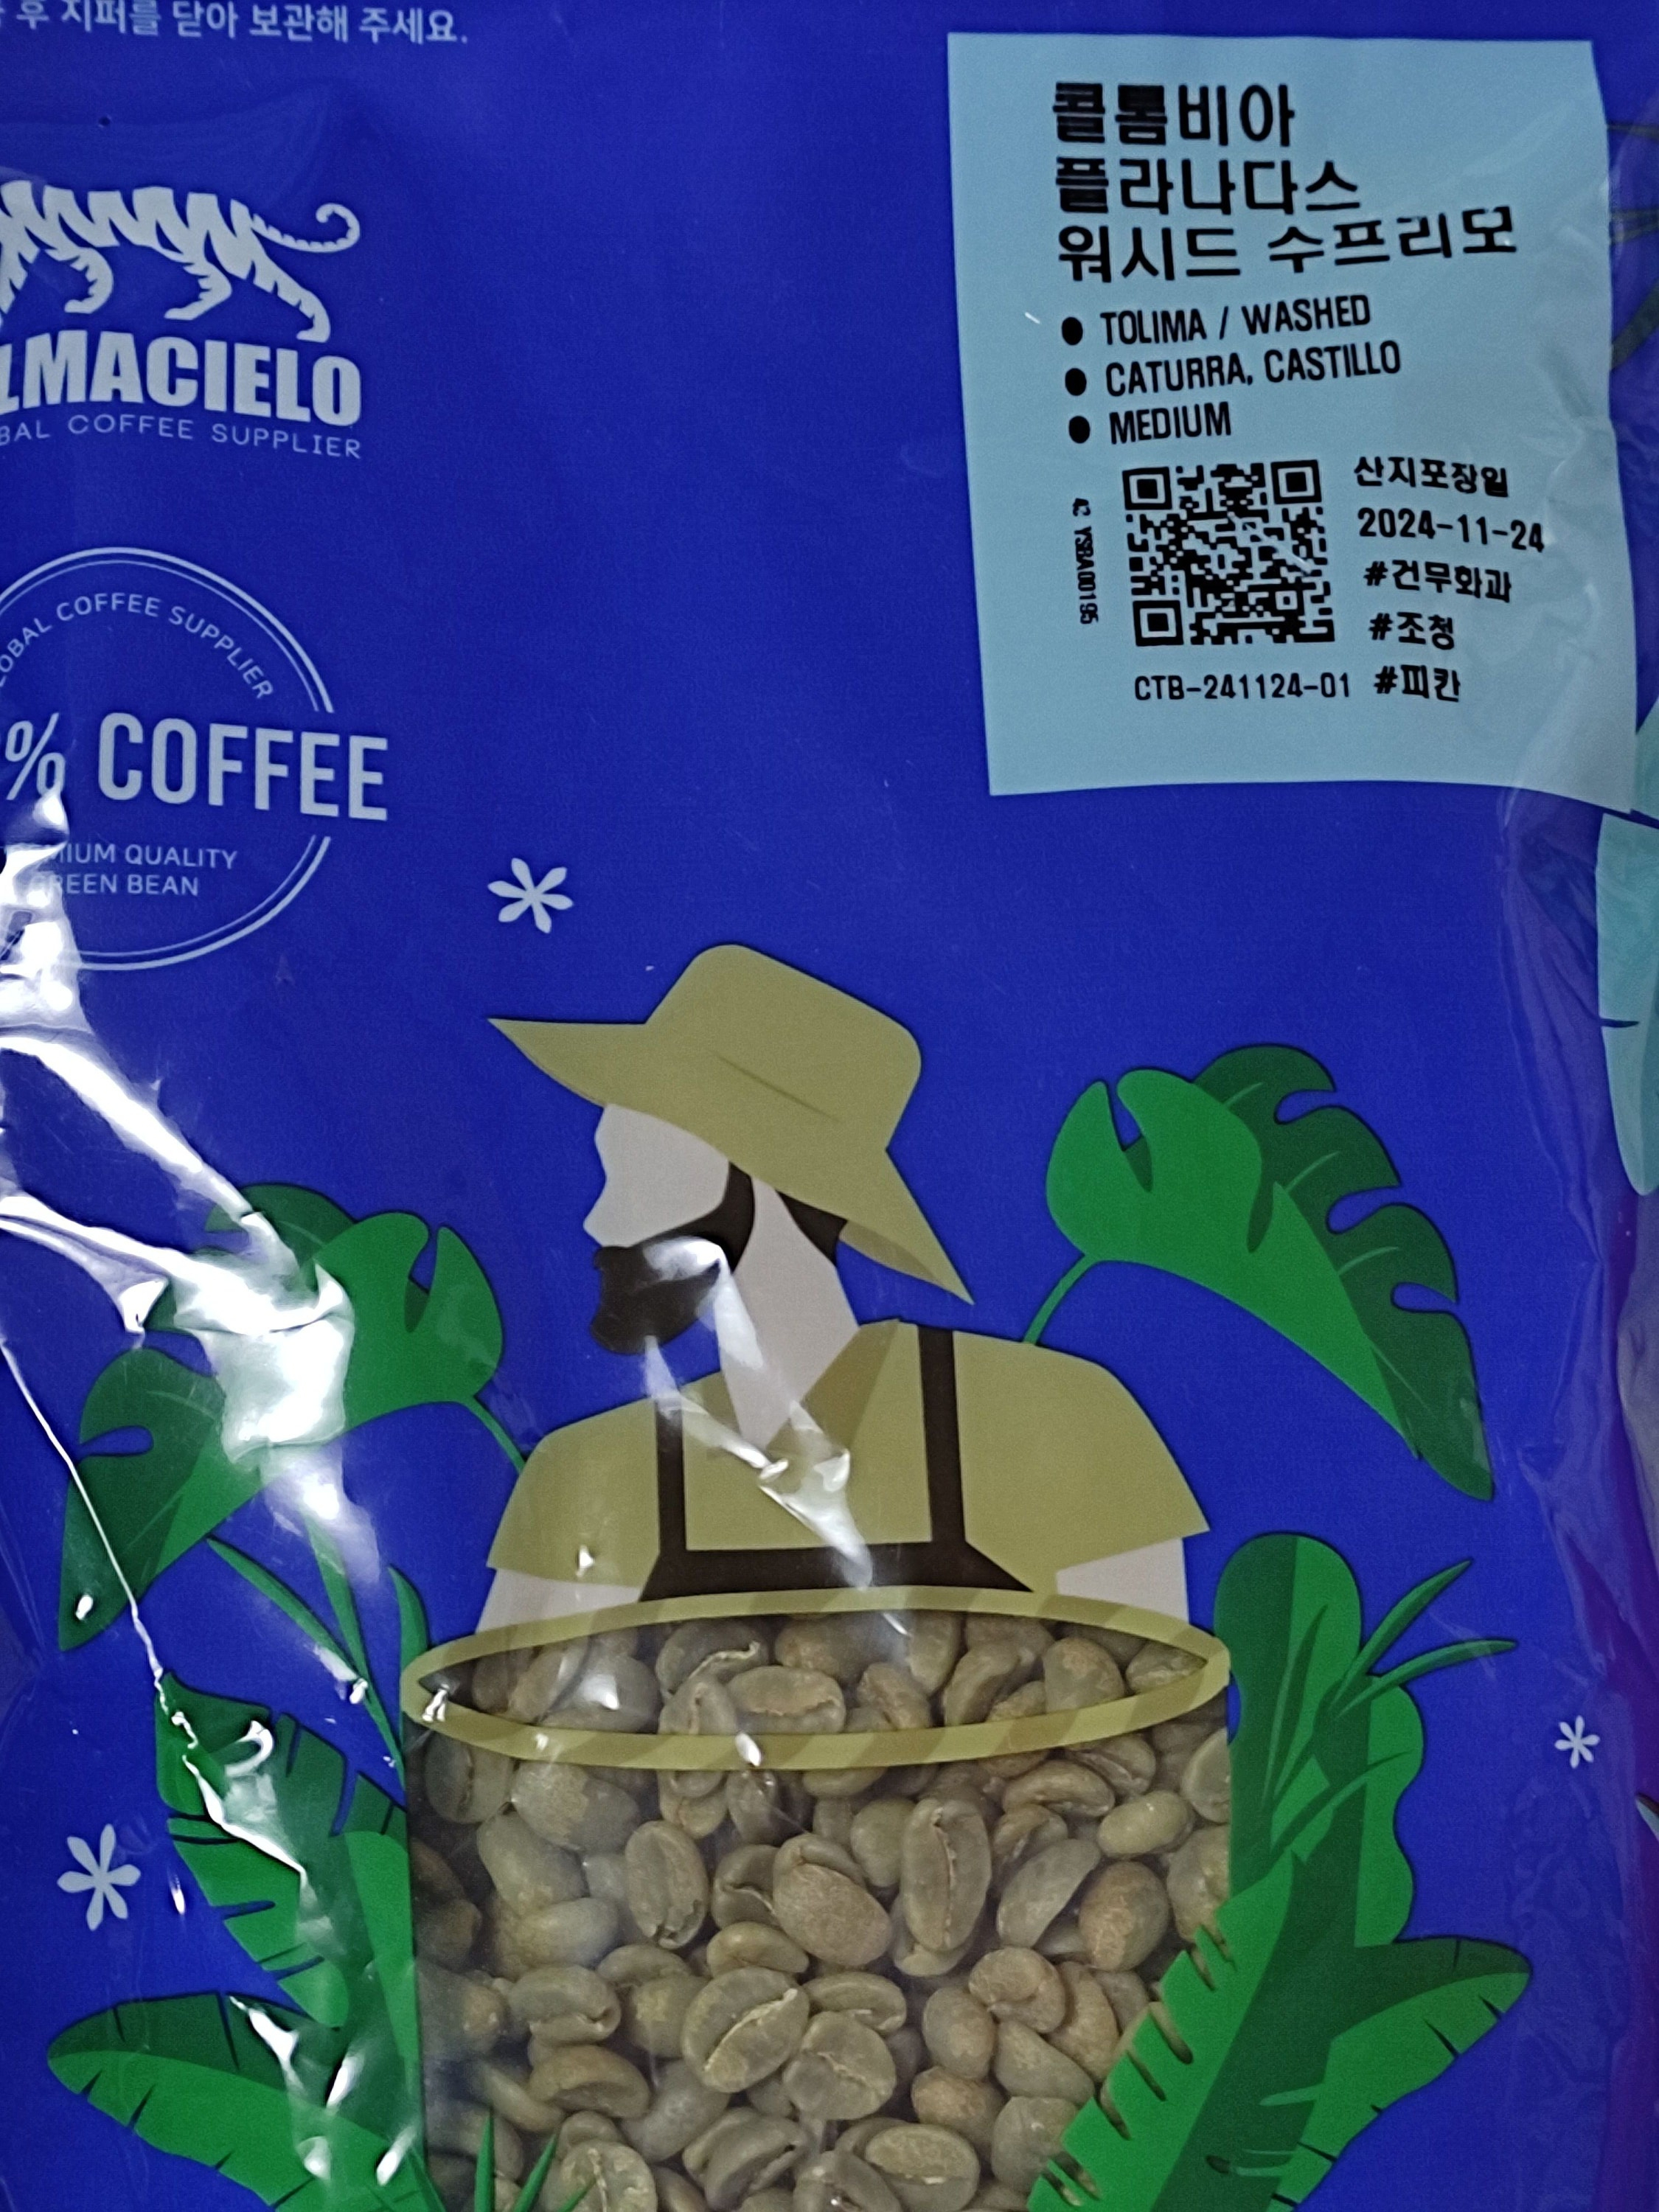 후 지퍼를 닫아 보관해 주세요.
LMACIELO
BAL COFFEE SUPPLIER
OBAL COFFEE SUPPLIER
% COFFEE
MIUM QUALITY
REEN BEAN
콜롬비아
플라나다스
워시드 수프리모
● TOLIMA / WASHED
● CATURRA, CASTILLO
● MEDIUM
산지포장일
2024-11-24
#건무화과
#조청
#피칸
42 YSBA00195
CTB-241124-01